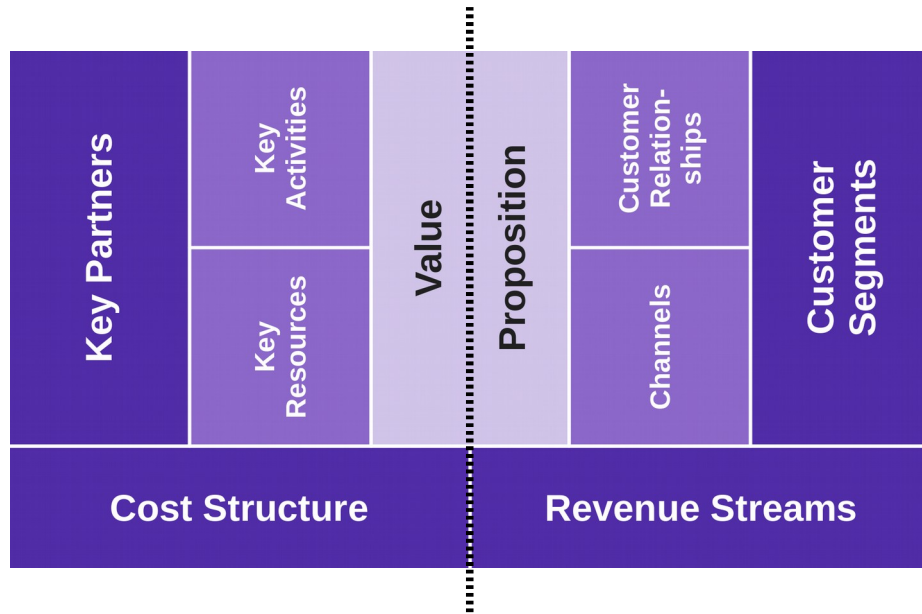 Key Partners
Key
Activities
Key
Resources
Value
Proposition
Customer
Relation-
ships
Channels
Customer
Segments
Cost Structure
Revenue Streams